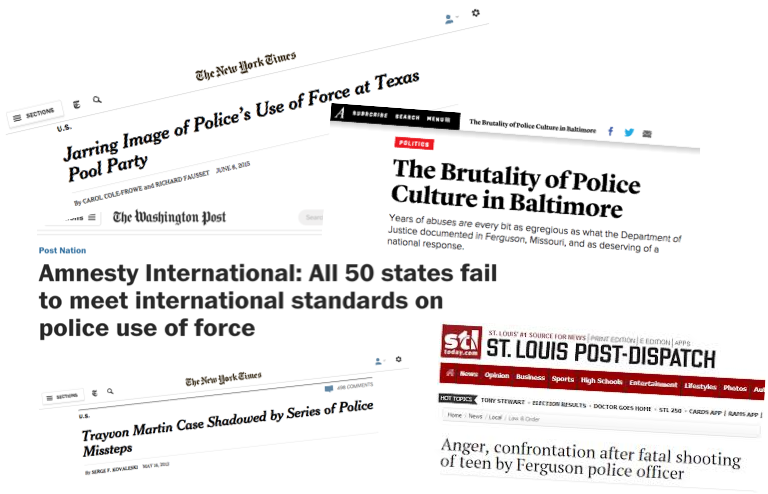 The New York Times
SECTIONS
U.S.
Jarring Image of Police's Use of Force at Texas
Pool Party
By CAROL COLE-FROWE and RICHARD FAUSSET JUNE 8, 2015
A SUBSCRIBE SEARCH MENU
The Brutality of Police Culture in Baltimore
POLITICS
The Brutality of Police
Culture in Baltimore
Years of abuses are every bit as egregious as what the Department of
Justice documented in Ferguson, Missouri, and as deserving of a
national response.
The Washington Post
Sear
Post Nation
Amnesty International: All 50 states fail
to meet international standards on
police use of force
The New York Times
SECTIONS
496 COMMENTS
U.S.
Trayvon Martin Case Shadowed by Series of Police
Missteps
By SERGE F. KOVALESKI MAY 16, 2012
stl
today.com
ST. LOUIS' #1 SOURCE FOR NEWS | PRINT EDITION | E EDITION | APPS
ST. LOUIS POST-DISPATCH
News Opinion Business Sports High Schools Entertainment Lifestyles Photos Aut
HOT TOPICS TONY STEWART • ELECTION RESULTS • DOCTOR GOES HOME • STL 250 • CARDS APP | RAMS APP |
Home / News / Local / Law & Order
Anger, confrontation after fatal shooting
of teen by Ferguson police officer